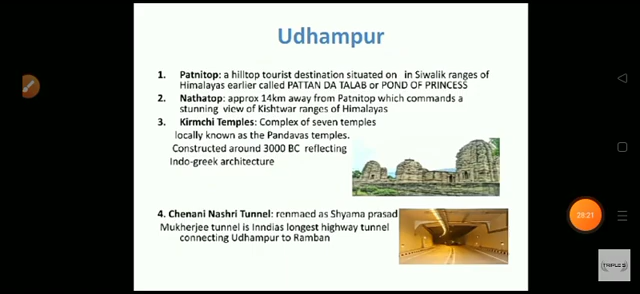 Udhampur
1. Patnitop: a hilltop tourist destination situated on in Siwalik ranges of
Himalayas earlier called PATTAN DA TALAB or POND OF PRINCESS
2. Nathatop: approx 14km away from Patnitop which commands a
stunning view of Kishtwar ranges of Himalayas
3. Kirmchi Temples: Complex of seven temples
locally known as the Pandavas temples.
Constructed around 3000 BC reflecting
Indo-greek architecture
4. Chenani Nashri Tunnel: renmaed as Shyama prasad
Mukherjee tunnel is Inndias longest highway tunnel
connecting Udhampur to Ramban
28:21
TRIPLE S